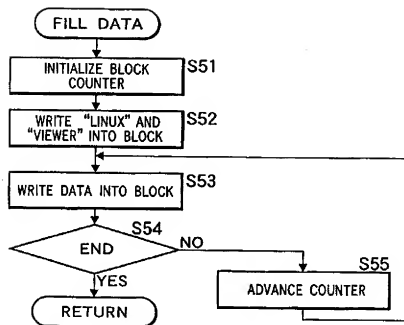 FILL DATA
INITIALIZE BLOCK
COUNTER
S51
WRITE "LINUX" AND
"VIEWER" INTO BLOCK
S52
WRITE DATA INTO BLOCK
S53
END
S54
NO
YES
ADVANCE COUNTER
S55
RETURN